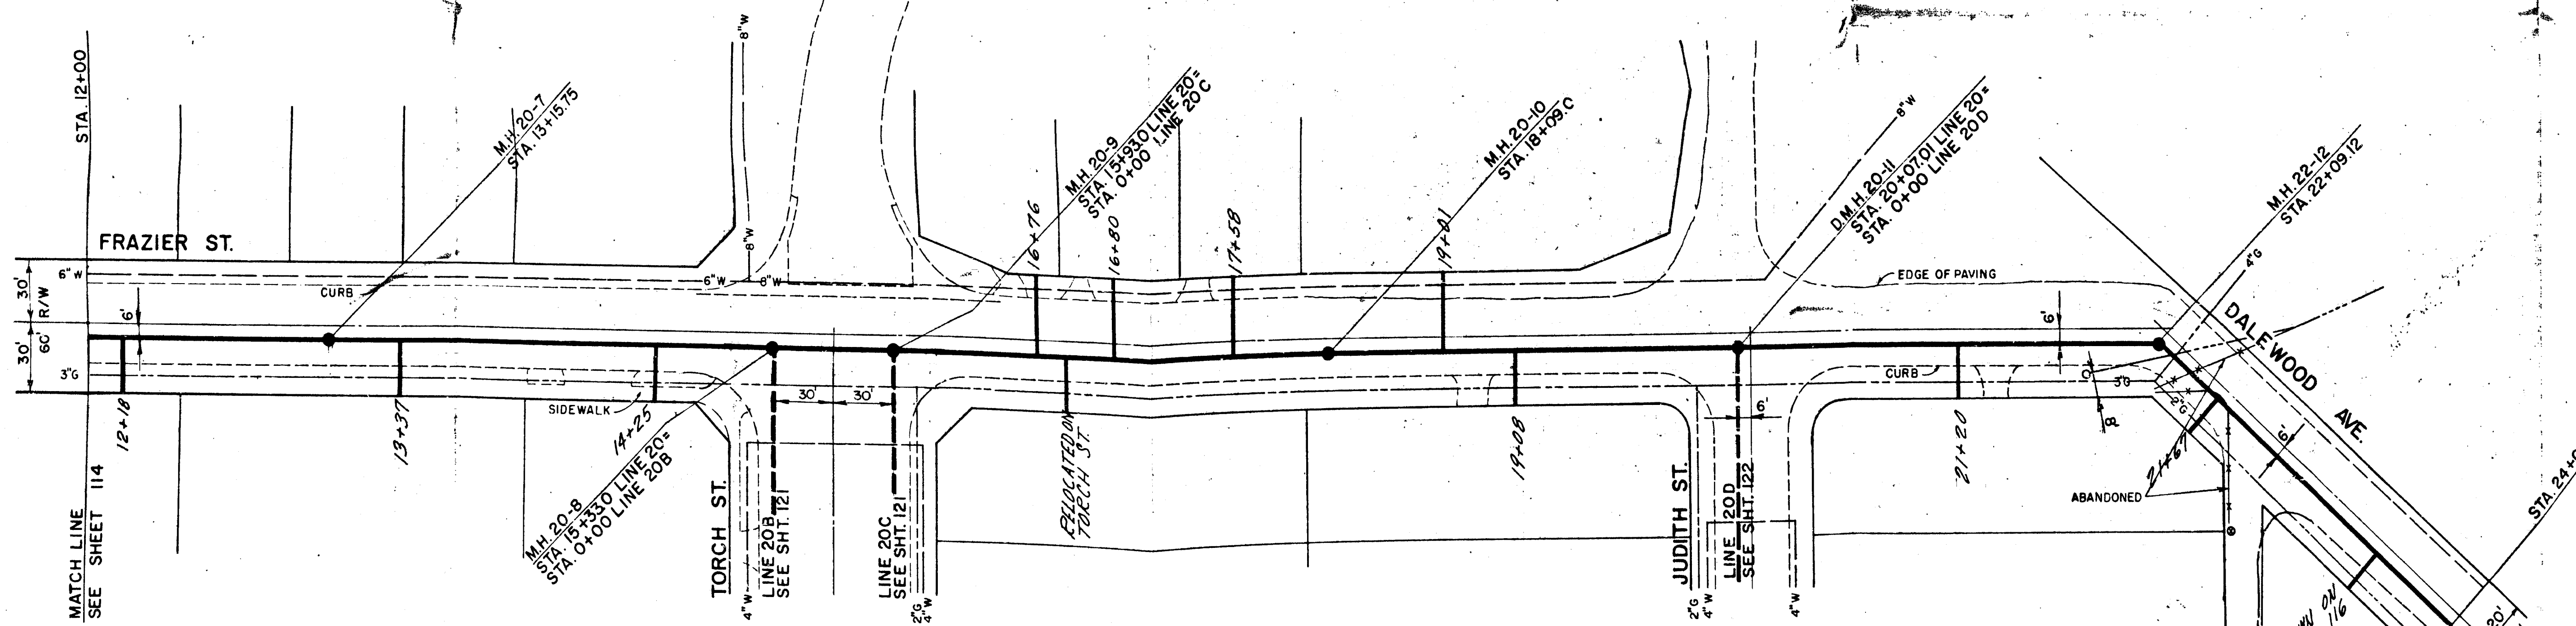 STA. 12+00
MATCH LINE
SEE SHEET 114
FRAZIER ST.
30'
30'
60' R/W
6"W
3"G
6'
CURB
M.H. 20-7
STA. 13+15.75
12+18
13+37
14+25
SIDEWALK
M.H. 20-8
STA. 15+33.0 LINE 20=
STA. 0+00 LINE 20B
8"W
8"W
8"W
6"W
8"W
TORCH ST.
4"W
LINE 20B
SEE SHT. 121
30'
30'
LINE 20C
SEE SHT. 121
2"G
4"W
M.H. 20-9
STA. 15+93.0 LINE 20=
STA. 0+00 LINE 20C
16+76
16+80
17+58
19+01
RELOCATED ON
TORCH ST.
M.H. 20-10
STA. 18+09.0
19+08
JUDITH ST.
2"G
4"W
LINE 20D
SEE SHT. 122
6'
4"W
D.M.H. 20-11
STA. 20+07.01 LINE 20=
STA. 0+00 LINE 20D
8"W
EDGE OF PAVING
CURB
21+20
6'
3"G
2"G
8'
M.H. 22-12
STA. 22+09.12
4"G
DALEWOOD AVE.
21+67
ABANDONED
6'
STA. 24+
20'
ON
116